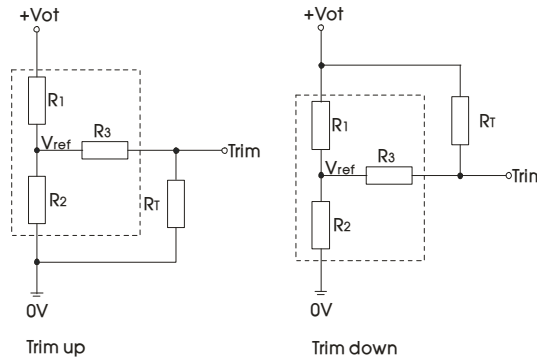 +Vot
R1
Vref
R3
Trim
R2
RT
0V
Trim up
+Vot
R1
RT
Vref
R3
Trim
R2
0V
Trim down